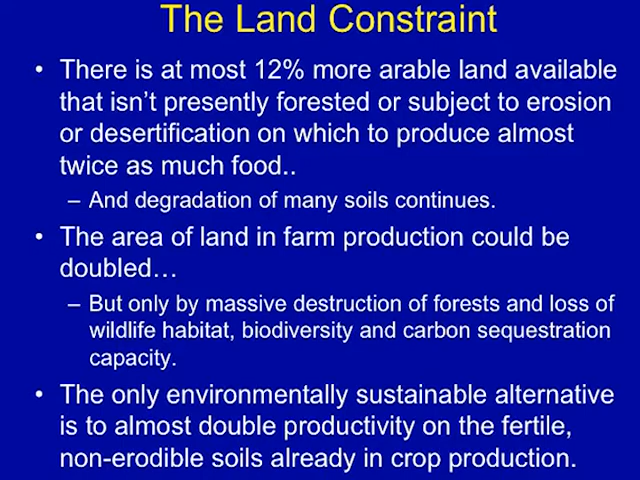 The Land Constraint
• There is at most 12% more arable land available
that isn’t presently forested or subject to erosion
or desertification on which to produce almost
twice as much food..
– And degradation of many soils continues.
• The area of land in farm production could be
doubled…
– But only by massive destruction of forests and loss of
wildlife habitat, biodiversity and carbon sequestration
capacity.
• The only environmentally sustainable alternative
is to almost double productivity on the fertile,
non-erodible soils already in crop production.